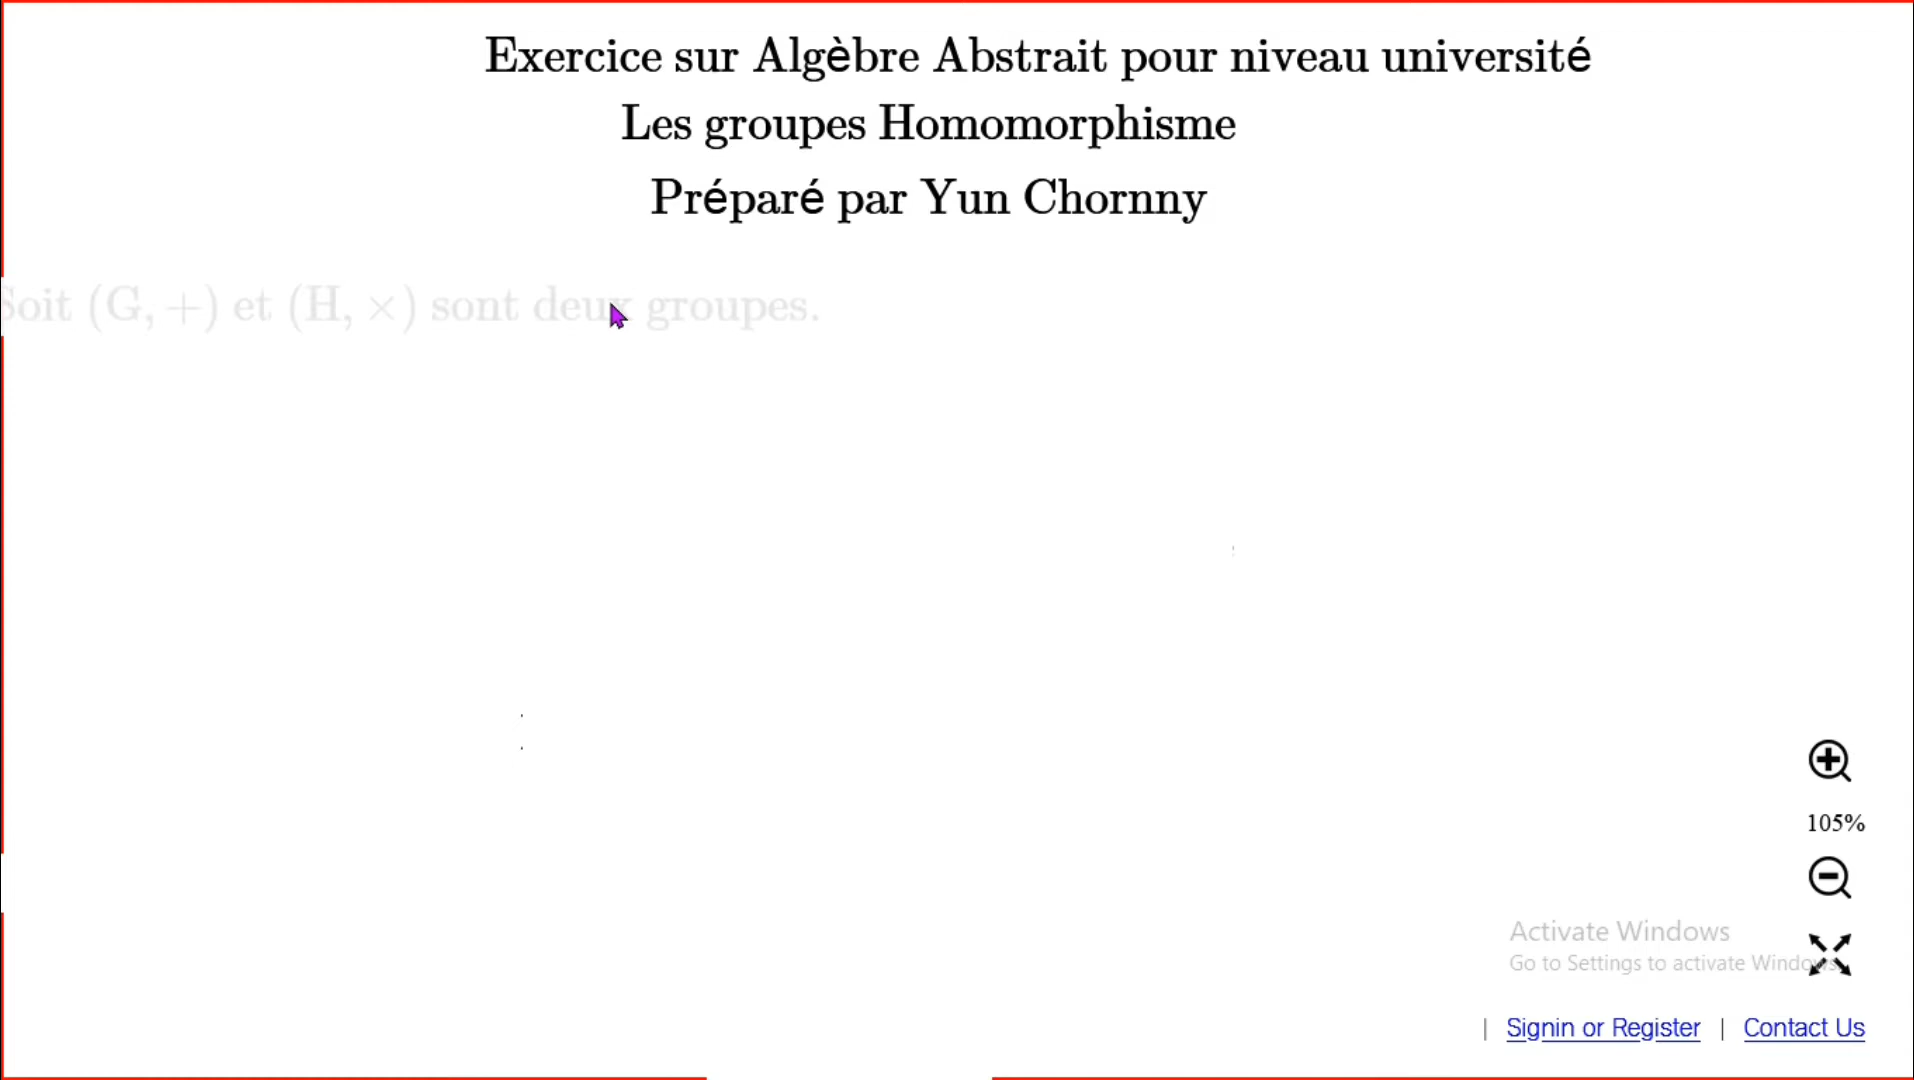 Exercice sur Algèbre Abstrait pour niveau université
Les groupes Homomorphisme
Préparé par Yun Chornny
Soit (G, +) et (H, ×) sont deux groupes.
105%
Activate Windows
Go to Settings to activate Windows.
| Signin or Register | Contact Us